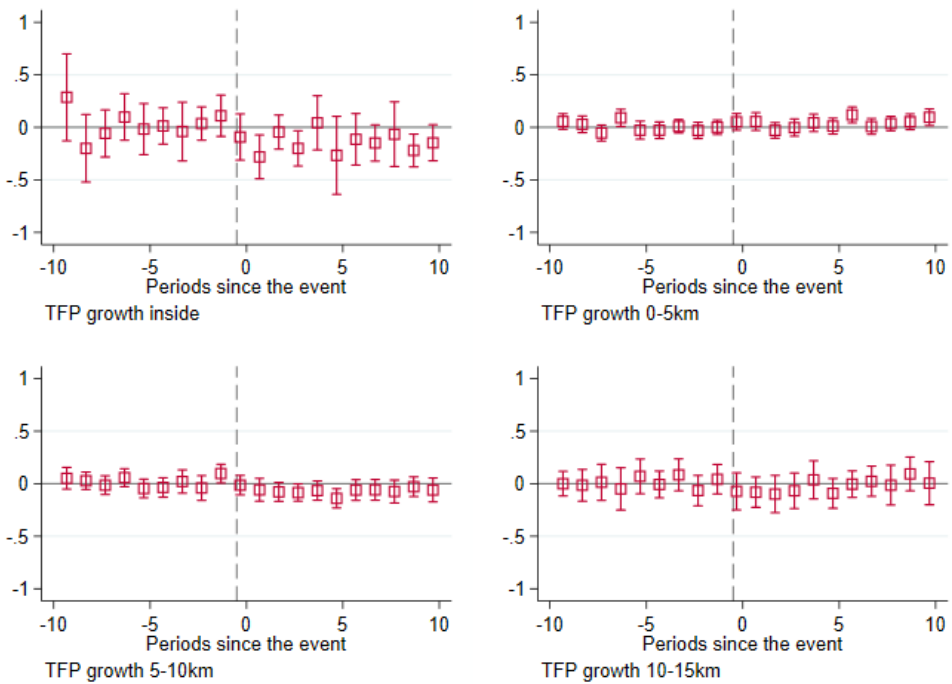 1
.5
0
-.5
-1
-10 -5 0 5 10
Periods since the event
TFP growth inside
1
.5
0
-.5
-1
-10 -5 0 5 10
Periods since the event
TFP growth 0-5km
1
.5
0
-.5
-1
-10 -5 0 5 10
Periods since the event
TFP growth 5-10km
1
.5
0
-.5
-1
-10 -5 0 5 10
Periods since the event
TFP growth 10-15km